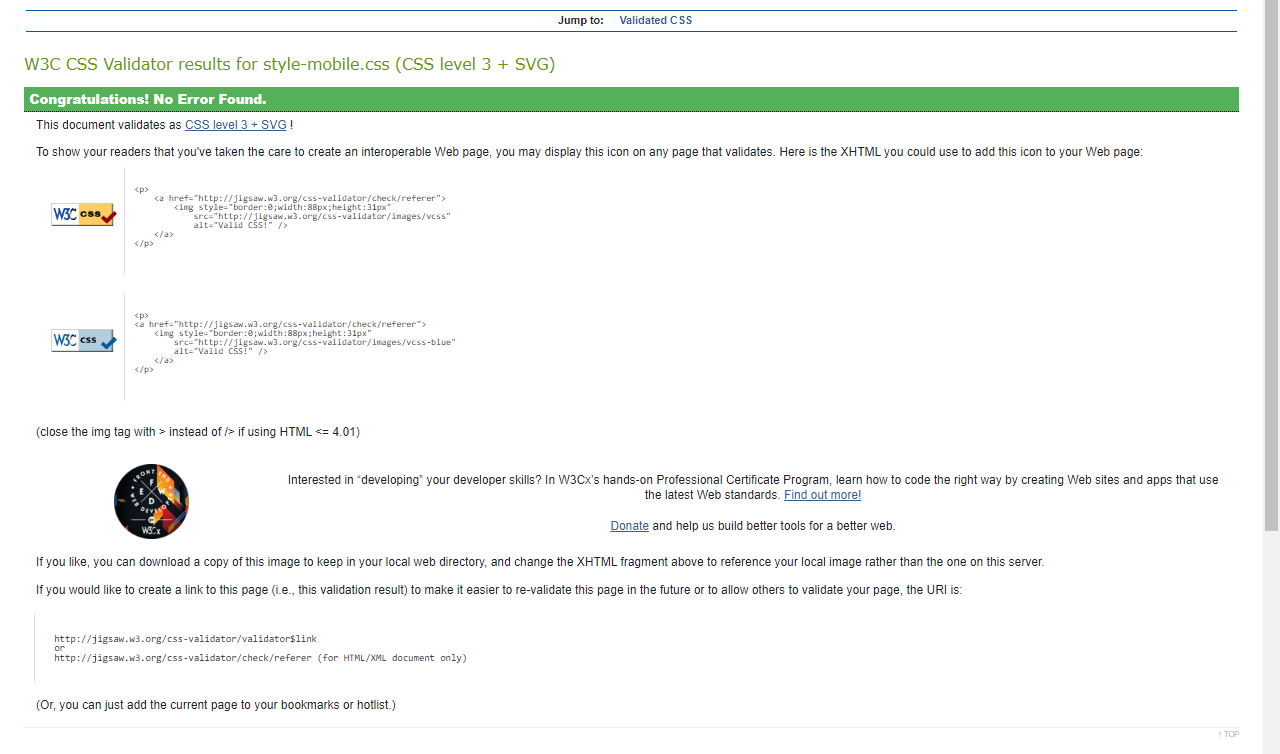 Jump to: Validated CSS
W3C CSS Validator results for style-mobile.css (CSS level 3 + SVG)
Congratulations! No Error Found.
This document validates as CSS level 3 + SVG !
To show your readers that you've taken the care to create an interoperable Web page, you may display this icon on any page that validates. Here is the XHTML you could use to add this icon to your Web page:
W3C css
<p>
<a href="http://jigsaw.w3.org/css-validator/check/referer">
<img style="border:0;width:88px;height:31px"
src="http://jigsaw.w3.org/css-validator/images/vcss"
alt="Valid CSS!" />
</a>
</p>
W3C css
<p>
<a href="http://jigsaw.w3.org/css-validator/check/referer">
<img style="border:0;width:88px;height:31px"
src="http://jigsaw.w3.org/css-validator/images/vcss-blue"
alt="Valid CSS!" />
</a>
</p>
(close the img tag with > instead of /> if using HTML <= 4.01)
FRONT END
F
E W
D
WEB DEVELOPER
W3Cx
Interested in “developing” your developer skills? In W3Cx's hands-on Professional Certificate Program, learn how to code the right way by creating Web sites and apps that use
the latest Web standards. Find out more!
Donate and help us build better tools for a better web.
If you like, you can download a copy of this image to keep in your local web directory, and change the XHTML fragment above to reference your local image rather than the one on this server.
If you would like to create a link to this page (i.e., this validation result) to make it easier to re-validate this page in the future or to allow others to validate your page, the URI is:
http://jigsaw.w3.org/css-validator/validator$link
or
http://jigsaw.w3.org/css-validator/check/referer (for HTML/XML document only)
(Or, you can just add the current page to your bookmarks or hotlist.)
↑ TOP